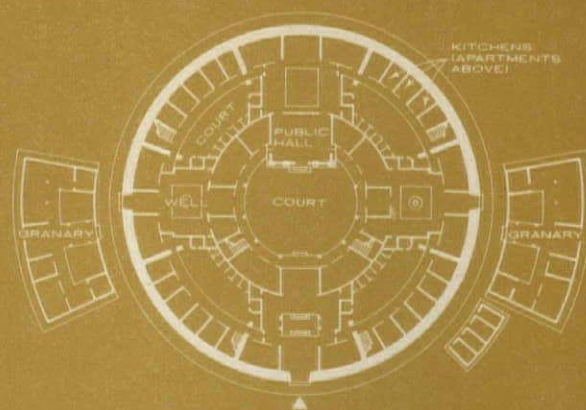 KITCHENS
(APARTMENTS
ABOVE)
COURT
PUBLIC
HALL
WELL
COURT
GRANARY
GRANARY